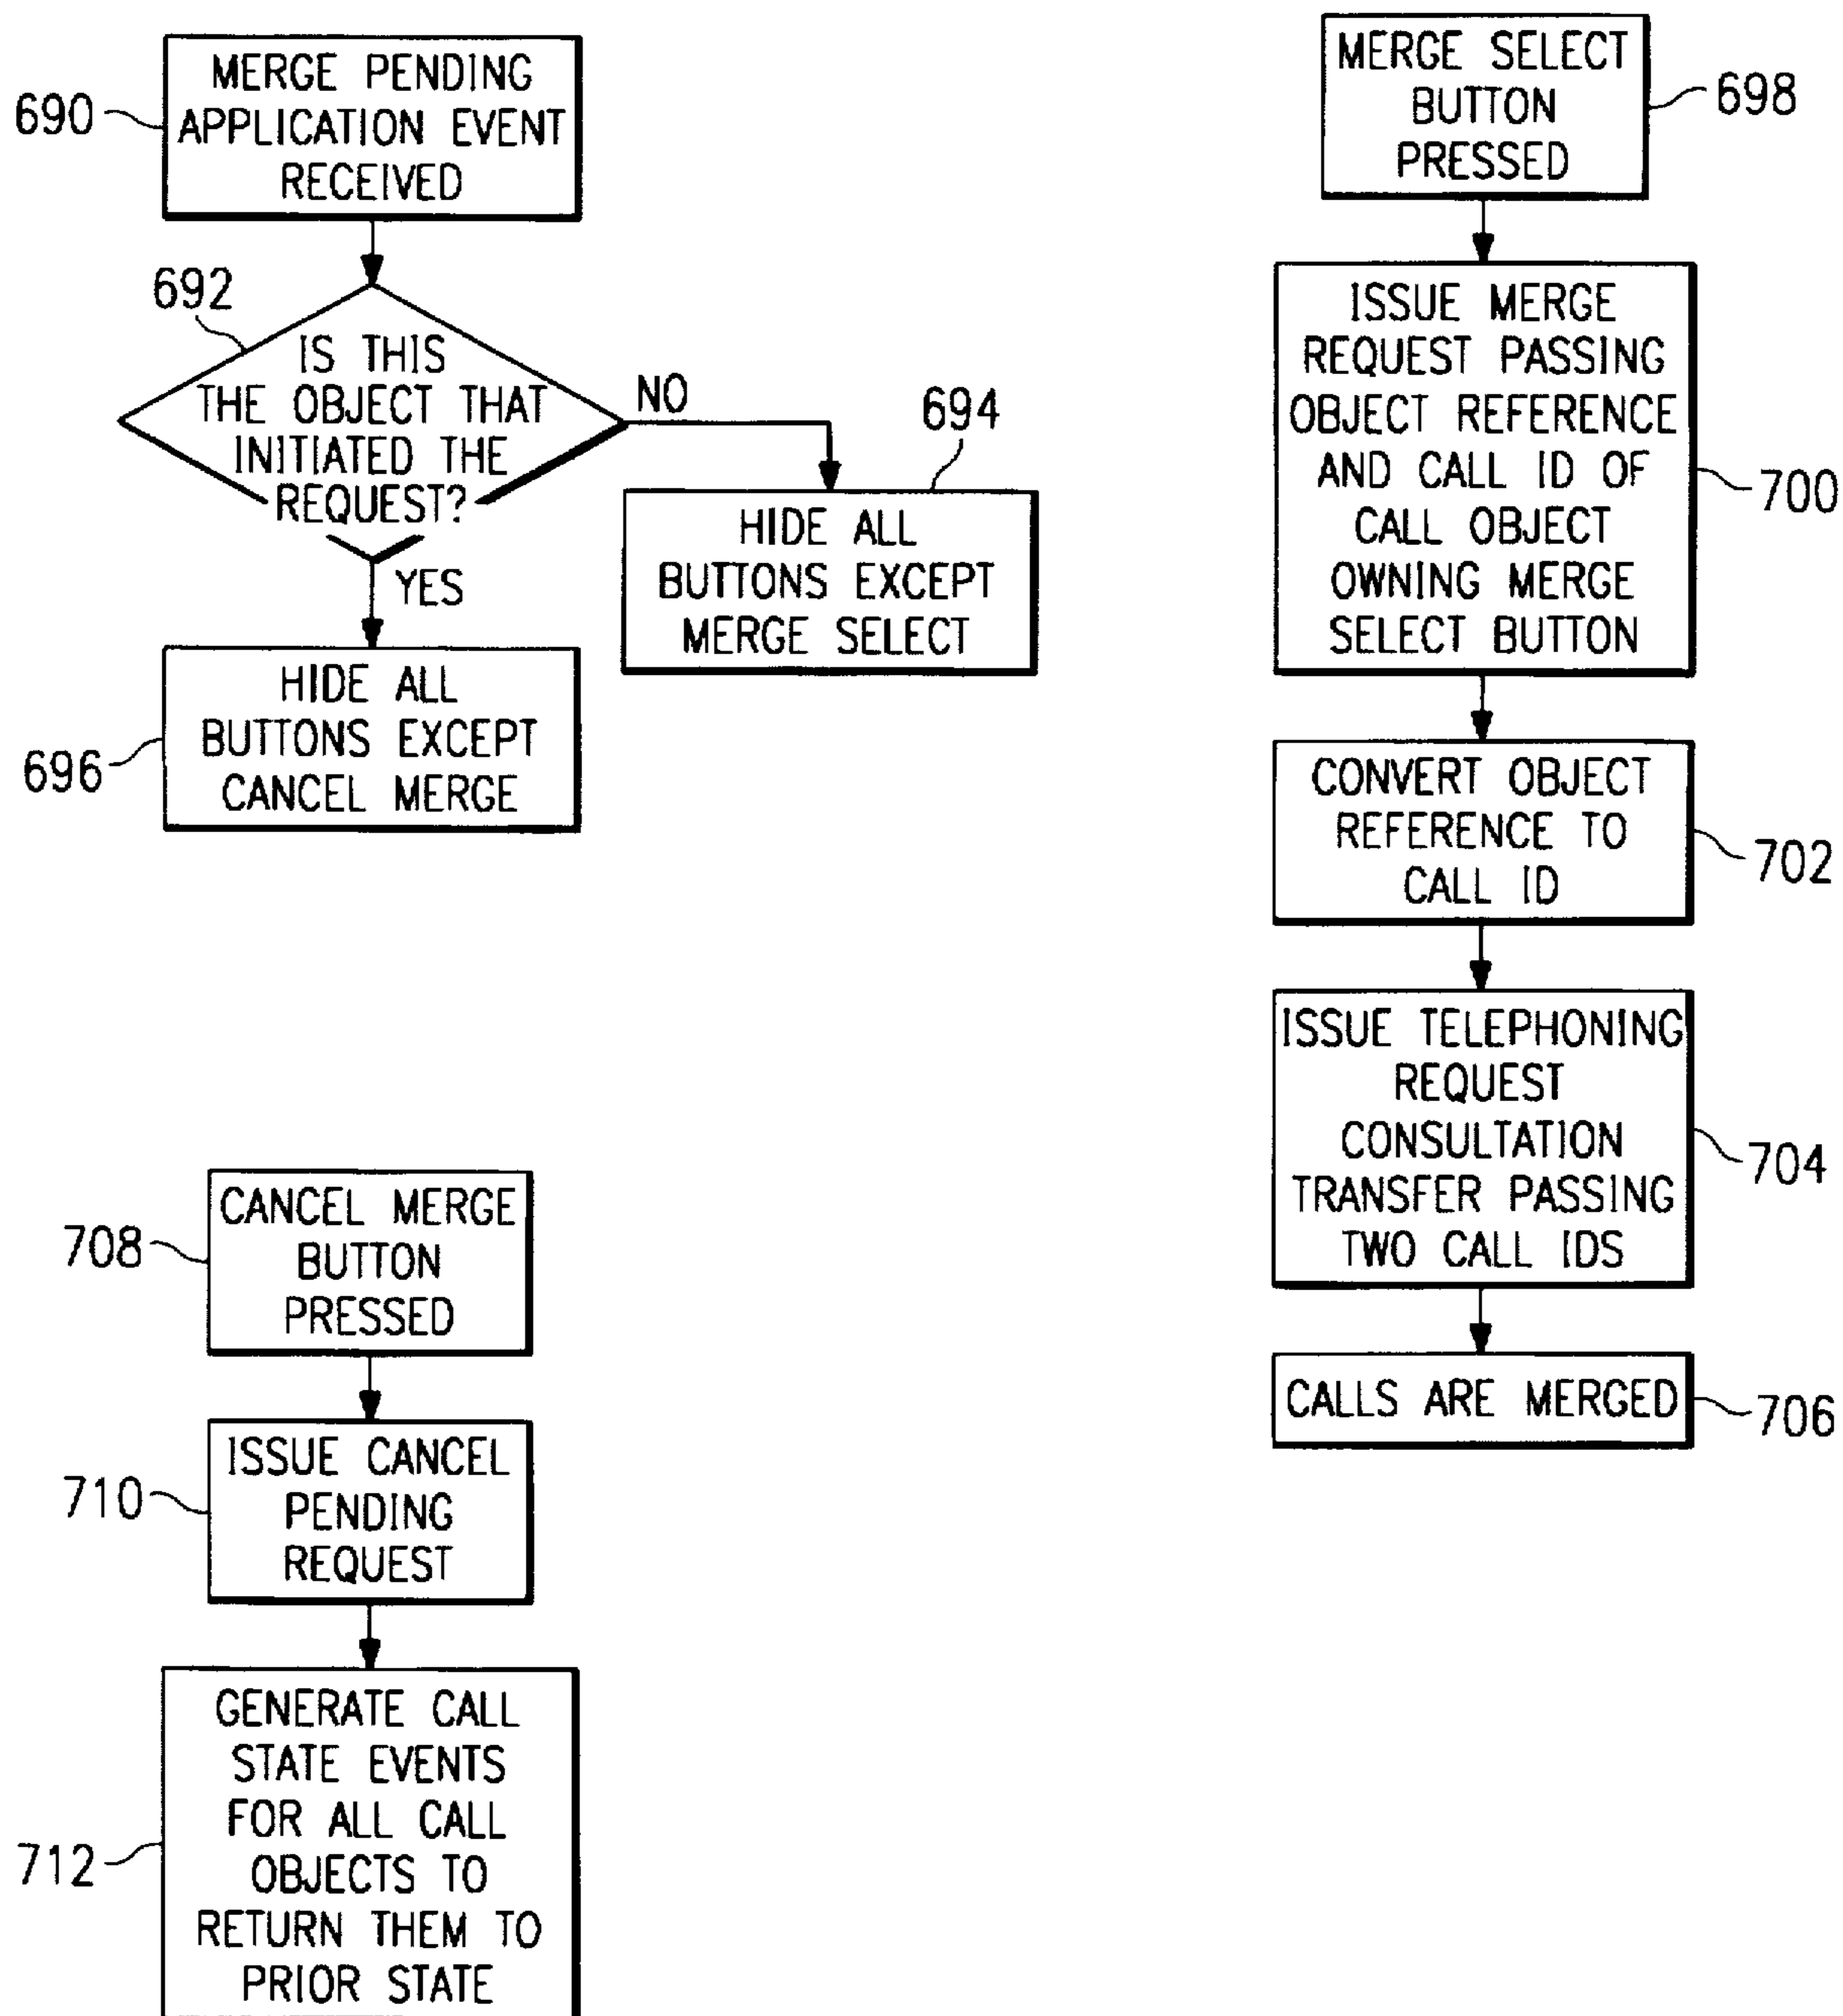 690
MERGE PENDING
APPLICATION EVENT
RECEIVED
692
IS THIS
THE OBJECT THAT
INITIATED THE
REQUEST?
NO
YES
694
HIDE ALL
BUTTONS EXCEPT
MERGE SELECT
696
HIDE ALL
BUTTONS EXCEPT
CANCEL MERGE
708
CANCEL MERGE
BUTTON
PRESSED
710
ISSUE CANCEL
PENDING
REQUEST
712
GENERATE CALL
STATE EVENTS
FOR ALL CALL
OBJECTS TO
RETURN THEM TO
PRIOR STATE
MERGE SELECT
BUTTON
PRESSED
698
ISSUE MERGE
REQUEST PASSING
OBJECT REFERENCE
AND CALL ID OF
CALL OBJECT
OWNING MERGE
SELECT BUTTON
700
CONVERT OBJECT
REFERENCE TO
CALL ID
702
ISSUE TELEPHONING
REQUEST
CONSULTATION
TRANSFER PASSING
TWO CALL IDS
704
CALLS ARE MERGED
706